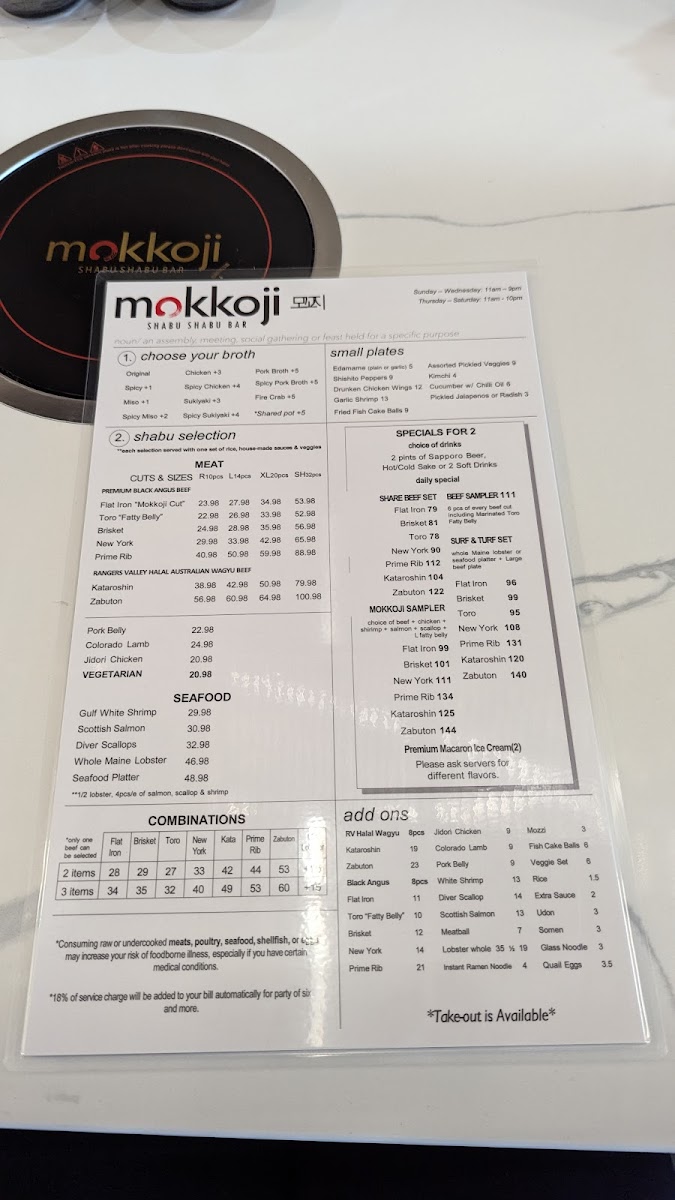 mokkoji
SHABU SHABU BAR
mokkoji 모꼬지
SHABU SHABU BAR
Sunday – Wednesday: 11am – 9pm
Thursday – Saturday: 11am - 10pm
noun/ an assembly, meeting, social gathering or least held for a specific purpose
1. choose your broth
Original Chicken +3 Pork Broth +5
Spicy +1 Spicy Chicken +4 Spicy Pork Broth +5
Miso +1 Sukiyaki +3 Fire Crab +5
Spicy Miso +2 Spicy Sukiyaki +4 *Shared pot +5
small plates
Edamame (plain or garlic) 5 Assorted Pickled Veggies 9
Shishito Peppers 9 Kimchi 4
Drunken Chicken Wings 12 Cucumber w/ Chilli Oil 6
Garlic Shrimp 13 Pickled Jalapenos or Radish 3
Fried Fish Cake Balls 9
2. shabu selection
**each selection served with one set of rice, house-made sauces & veggies
MEAT
CUTS & SIZES R10pcs L14pcs XL20pcs SH32pcs
PREMIUM BLACK ANGUS BEEF
Flat Iron "Mokkoji Cut" 23.98 27.98 34.98 53.98
Toro "Fatty Belly" 22.98 26.98 33.98 52.98
Brisket 24.98 28.98 35.98 56.98
New York 29.98 33.98 42.98 65.98
Prime Rib 40.98 50.98 59.98 88.98
RANGERS VALLEY HALAL AUSTRALIAN WAGYU BEEF
Kataroshin 38.98 42.98 50.98 79.98
Zabuton 56.98 60.98 64.98 100.98
Pork Belly 22.98
Colorado Lamb 24.98
Jidori Chicken 20.98
VEGETARIAN 20.98
SEAFOOD
Gulf White Shrimp 29.98
Scottish Salmon 30.98
Diver Scallops 32.98
Whole Maine Lobster 46.98
Seafood Platter 48.98
**1/2 lobster, 4pcs/e of salmon, scallop & shrimp
SPECIALS FOR 2
choice of drinks
2 pints of Sapporo Beer,
Hot/Cold Sake or 2 Soft Drinks
daily special
SHARE BEEF SET
Flat Iron 79
Brisket 81
Toro 78
New York 90
Prime Rib 112
Kataroshin 104
Zabuton 122
MOKKOJI SAMPLER
choice of beef + chicken +
shrimp + salmon + scallop +
L fatty belly
Flat Iron 99
Brisket 101
New York 111
Prime Rib 134
Kataroshin 125
Zabuton 144
BEEF SAMPLER 111
6 pcs of every beef cut
including Marinated Toro
Fatty Belly
SURF & TURF SET
whole Maine lobster or
seafood platter + Large
beef plate
Flat Iron 96
Brisket 99
Toro 95
New York 108
Prime Rib 131
Kataroshin 120
Zabuton 140
Premium Macaron Ice Cream(2)
Please ask servers for
different flavors.
COMBINATIONS
*only one beef can be selected Flat Iron Brisket Toro New York Kata Prime Rib Zabuton
2 items 28 29 27 33 42 44 53
3 items 34 35 32 40 49 53 60 +15
*Consuming raw or undercooked meats, poultry, seafood, shellfish, or
may increase your risk of foodborne illness, especially if you have certain
medical conditions.
*18% of service charge will be added to your bill automatically for party of six
and more.
add ons
RV Halal Wagyu 8pcs Jidori Chicken 9 Mozzi 3
Kataroshin 19 Colorado Lamb 9 Fish Cake Balls 6
Zabuton 23 Pork Belly 9 Veggie Set 6
Black Angus 8pcs White Shrimp 13 Rice 1.5
Flat Iron 11 Diver Scallop 14 Extra Sauce 2
Toro "Fatty Belly" 10 Scottish Salmon 13 Udon 3
Brisket 12 Meatball 7 Somen 3
New York 14 Lobster whole 35 ½ 19 Glass Noodle 3
Prime Rib 21 Instant Ramen Noodle 4 Quail Eggs 3.5
*Take-out is Available*